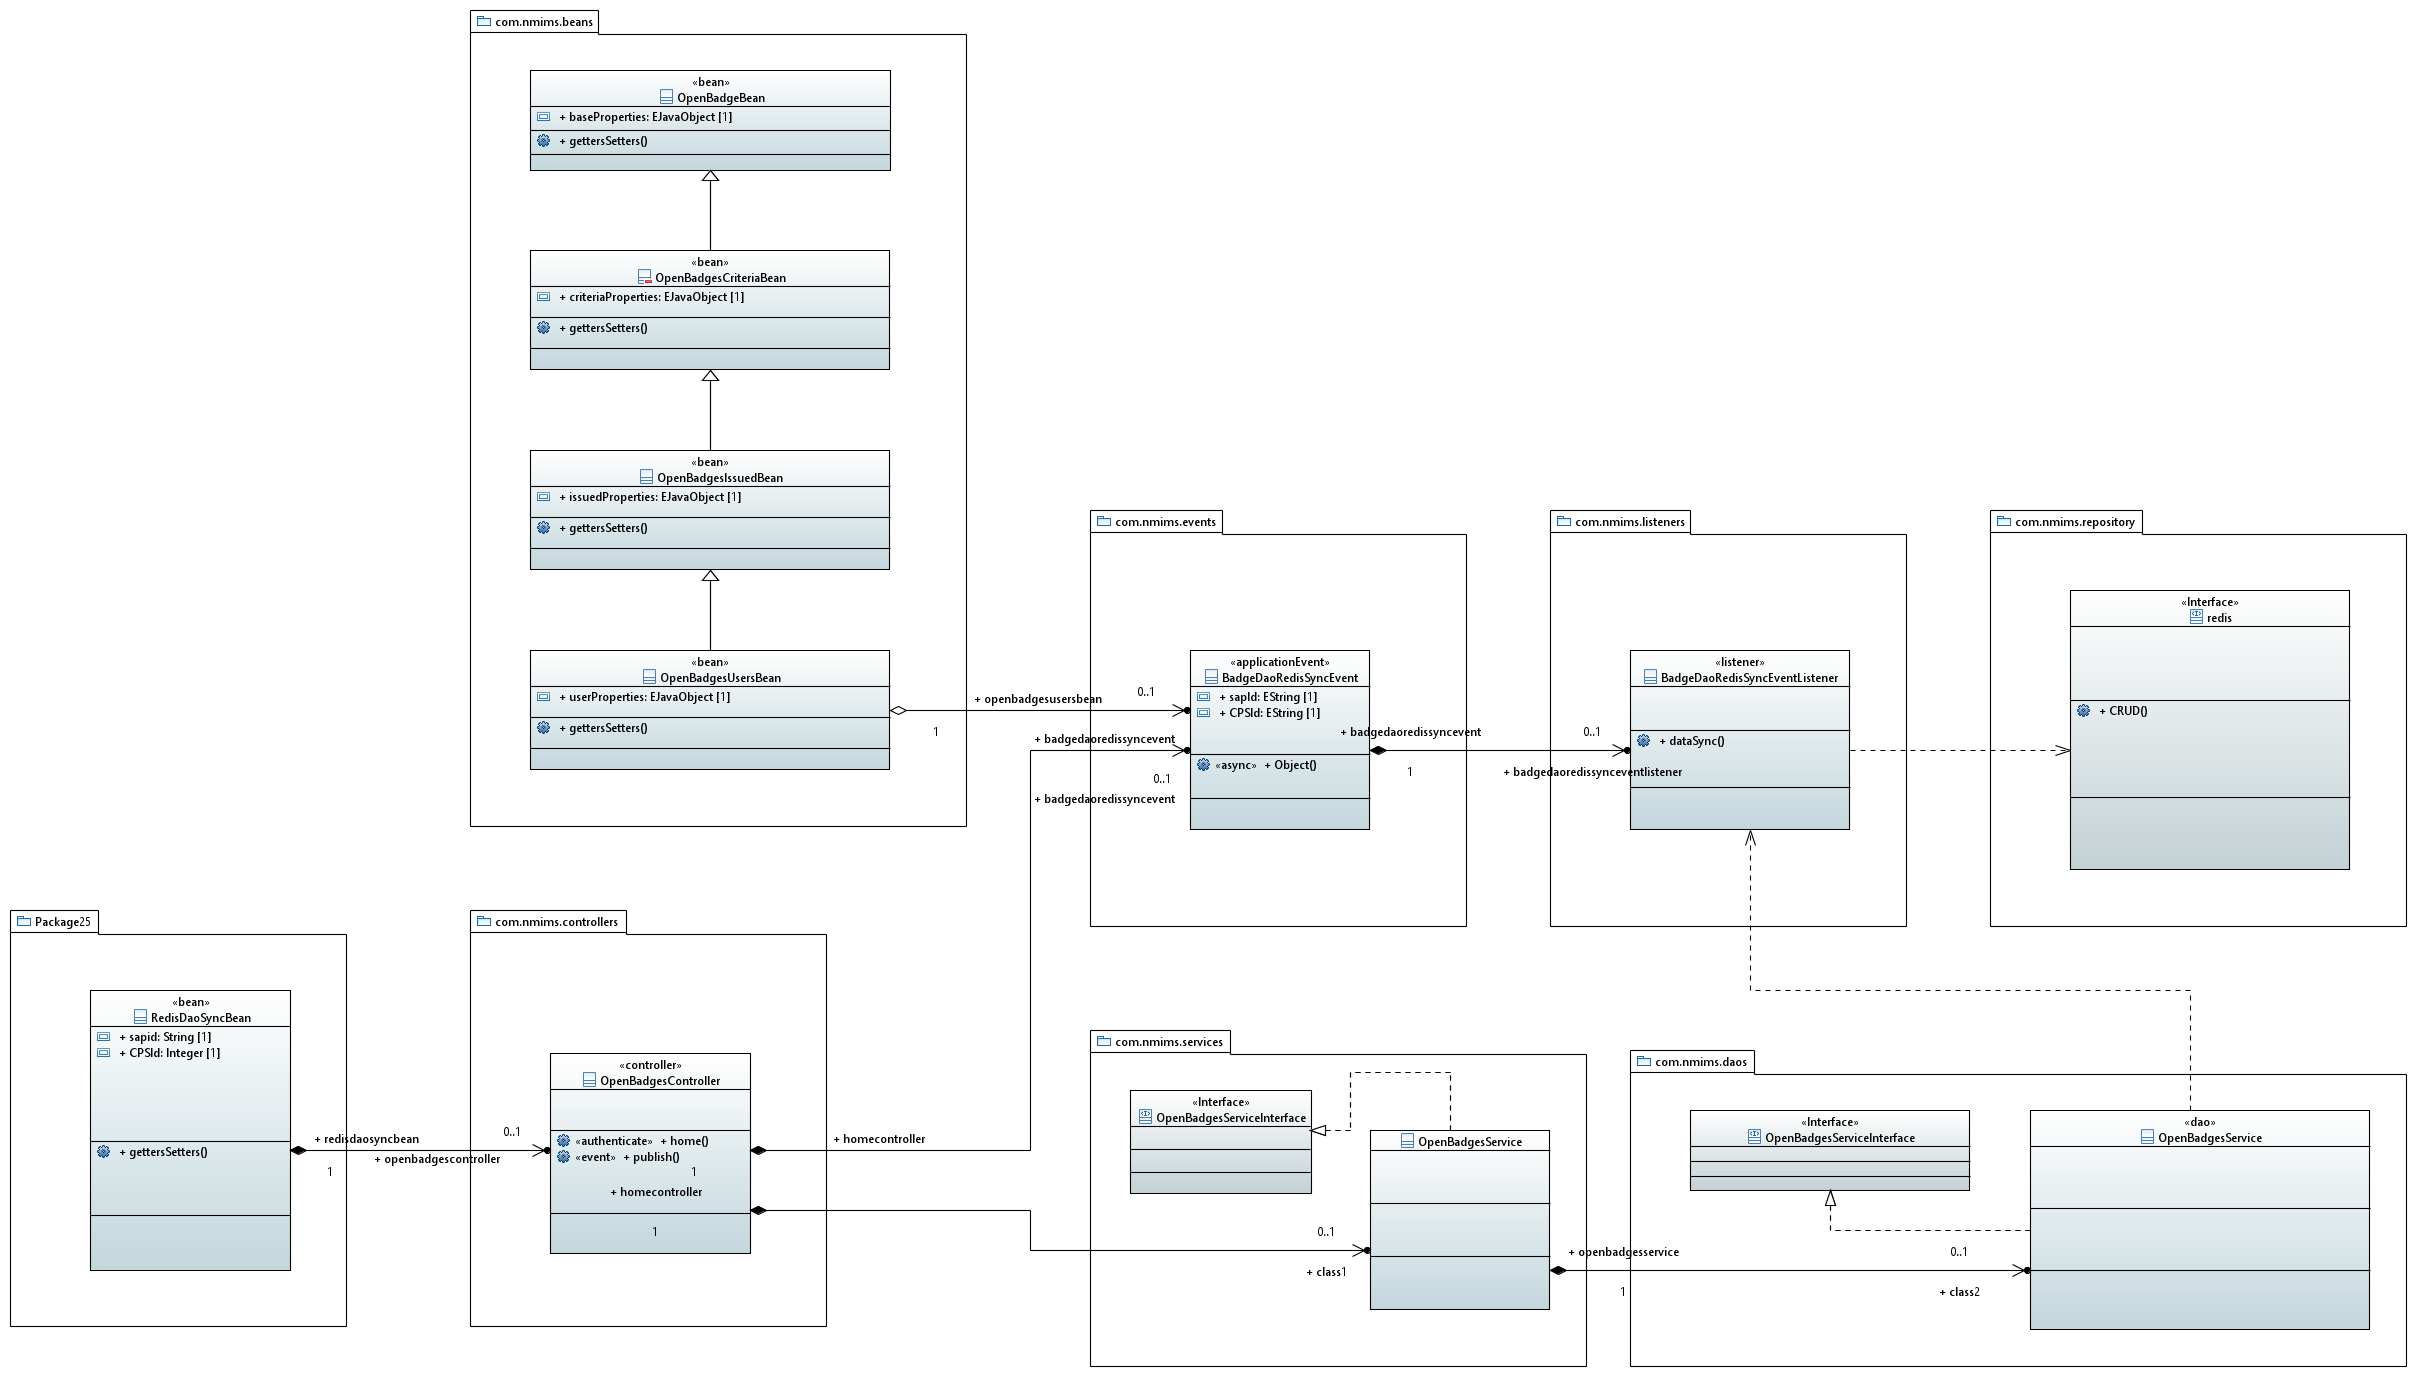 com.nmims.beans
«bean»
OpenBadgeBean
+ baseProperties: EJavaObject [1]
+ gettersSetters()
«bean»
OpenBadgesCriteriaBean
+ criteriaProperties: EJavaObject [1]
+ gettersSetters()
«bean»
OpenBadgesIssuedBean
+ issuedProperties: EJavaObject [1]
+ gettersSetters()
«bean»
OpenBadgesUsersBean
+ userProperties: EJavaObject [1]
+ gettersSetters()
+ openbadgesusersbean
0..1
1
com.nmims.events
«applicationEvent»
BadgeDaoRedisSyncEvent
+ sapId: EString [1]
+ CPSId: EString [1]
«async» + Object()
+ badgedaoredissyncevent
0..1
+ badgedaoredissyncevent
+ badgedaoredissyncevent
0..1
1
+ badgedaoredissynceventlistener
com.nmims.listeners
«listener»
BadgeDaoRedisSyncEventListener
+ dataSync()
com.nmims.repository
«Interface»
redis
+ CRUD()
Package25
«bean»
RedisDaoSyncBean
+ sapid: String [1]
+ CPSId: Integer [1]
+ gettersSetters()
+ redisdaosyncbean
0..1
+ openbadgescontroller
1
com.nmims.controllers
«controller»
OpenBadgesController
«authenticate» + home()
«event» + publish()
1
+ homecontroller
1
+ homecontroller
com.nmims.services
«Interface»
OpenBadgesServiceInterface
OpenBadgesService
0..1
+ class1
+ openbadgesservice
1
0..1
+ class2
com.nmims.daos
«Interface»
OpenBadgesServiceInterface
«dao»
OpenBadgesService